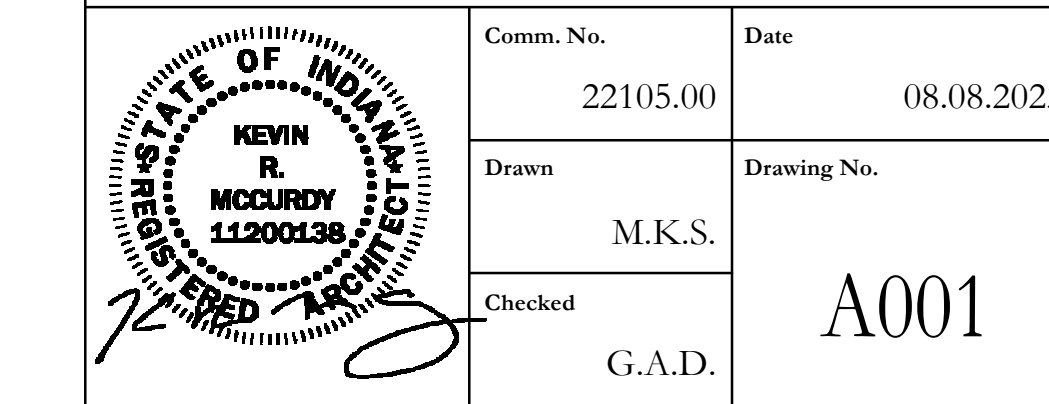 STATE OF INDIANA
KEVIN
R.
MCCURDY
11200138
REGISTERED ARCHITECT
Comm. No.
22105.00
Date
08.08.202
Drawn
M.K.S.
Drawing No.
A001
Checked
G.A.D.